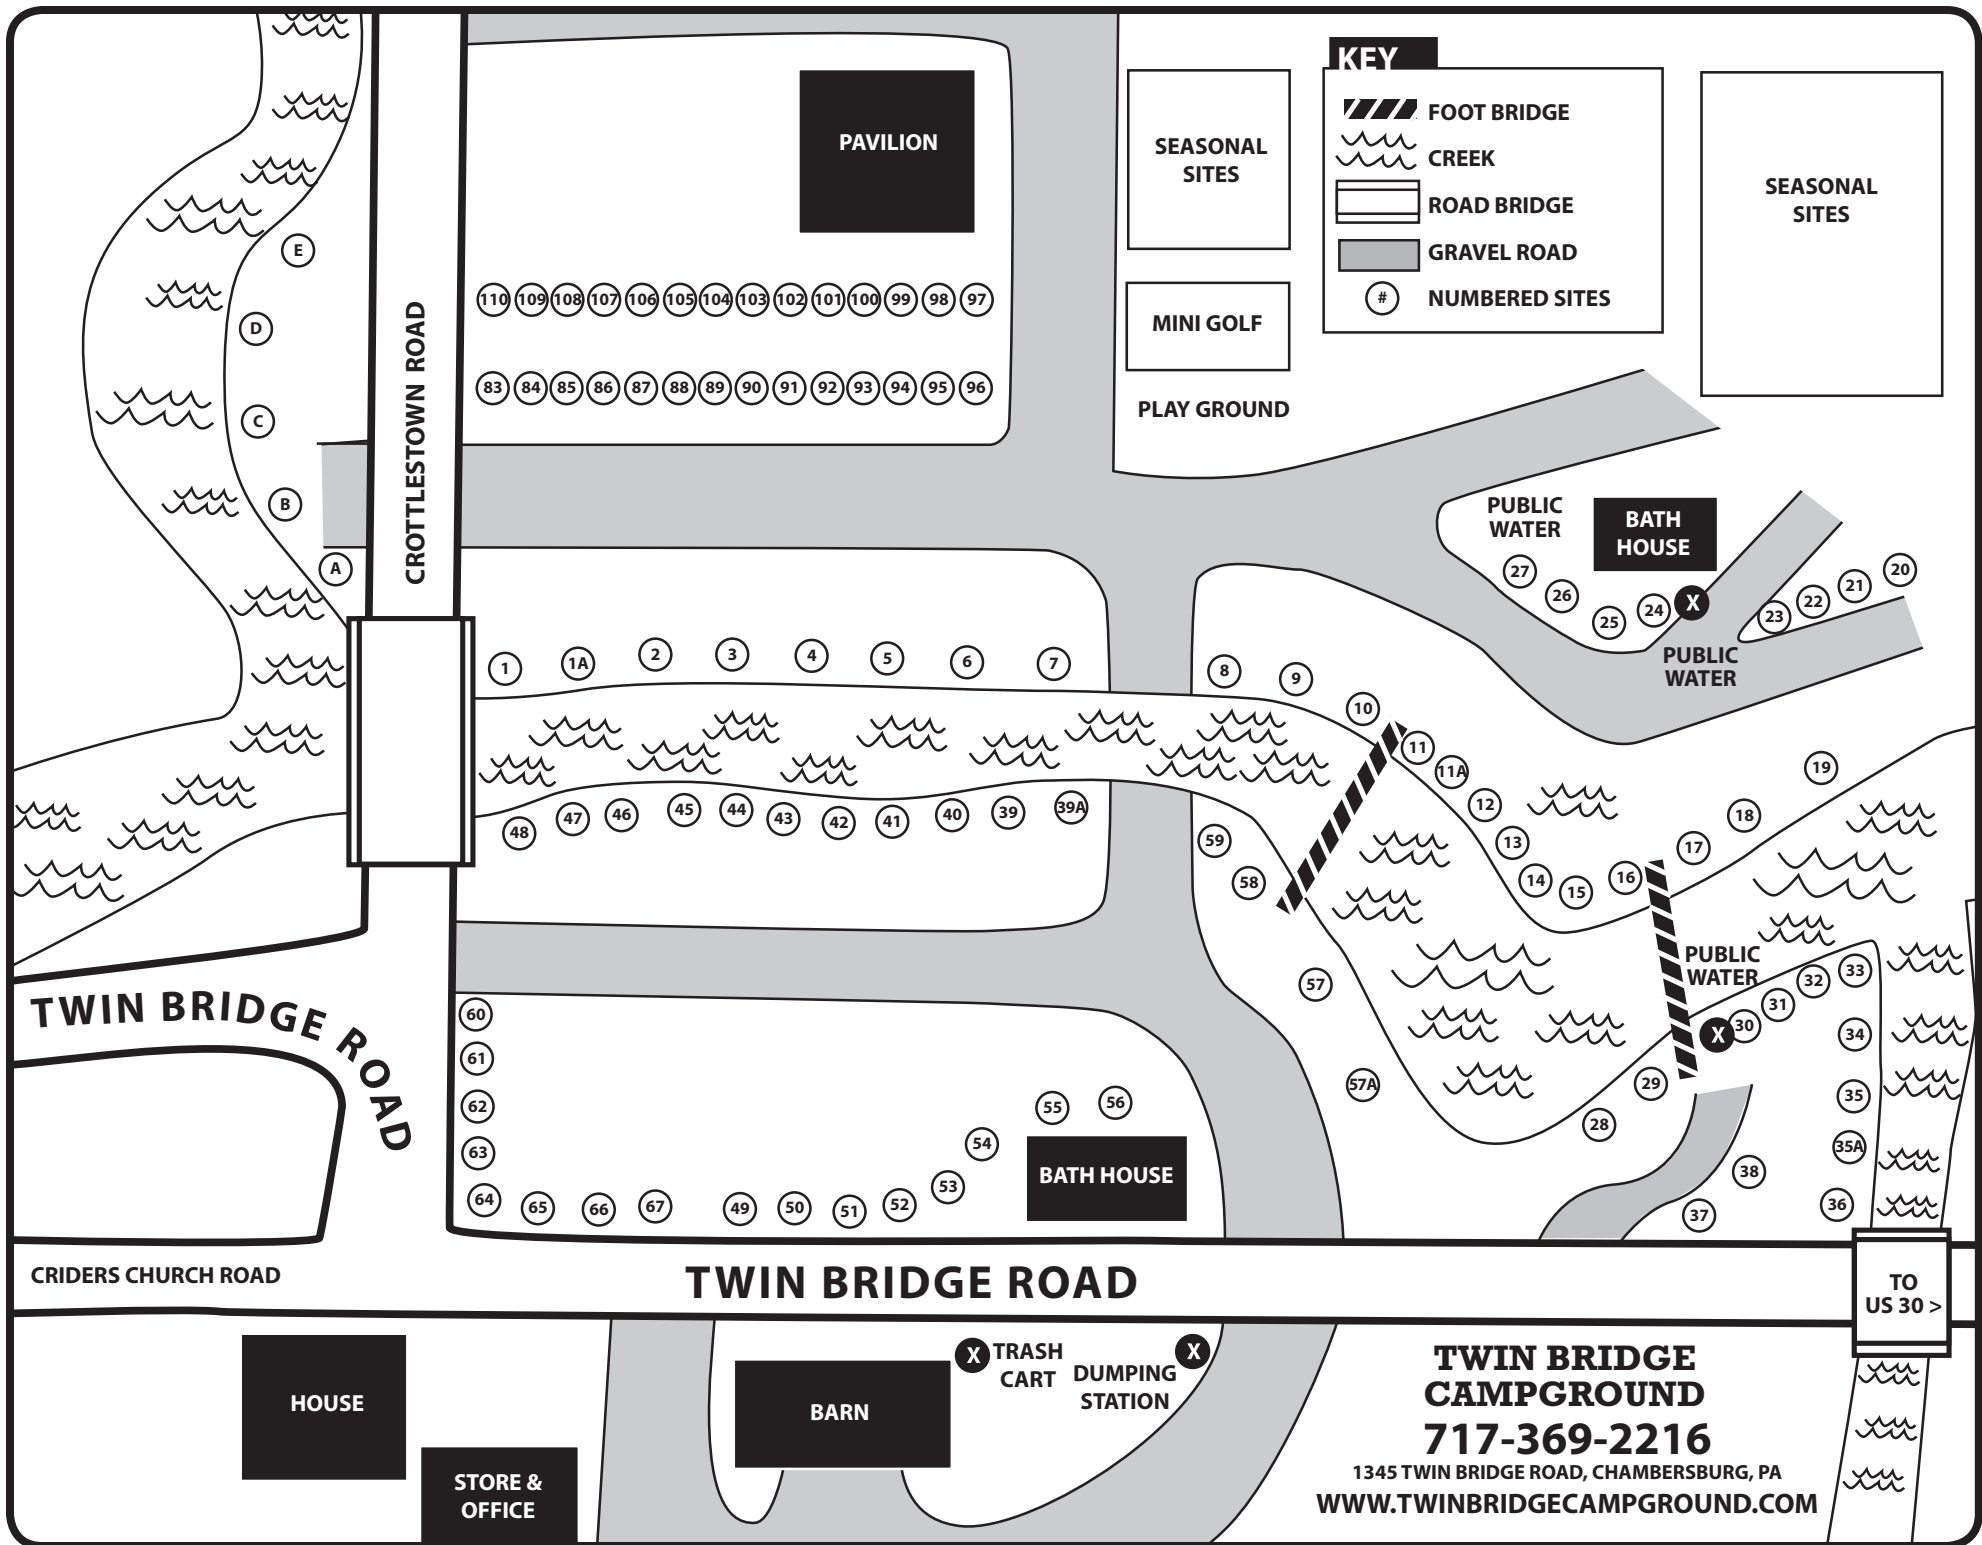 KEY
FOOT BRIDGE
CREEK
ROAD BRIDGE
GRAVEL ROAD
# NUMBERED SITES
PAVILION
SEASONAL
SITES
SEASONAL
SITES
MINI GOLF
PLAY GROUND
CROTTLESTOWN ROAD
E
D
C
B
A
110 109 108 107 106 105 104 103 102 101 100 99 98 97
83 84 85 86 87 88 89 90 91 92 93 94 95 96
PUBLIC
WATER
BATH
HOUSE
27 26 25 24 X
23 22 21 20
PUBLIC
WATER
1 1A 2 3 4 5 6 7
8 9 10 11 11A 12 13 14 15 16 17 18 19
48 47 46 45 44 43 42 41 40 39 39A
59
58
57
57A
PUBLIC
WATER
X 30 31 32 33
29
28
34
35
35A
36
38
37
TWIN BRIDGE ROAD
60
61
62
63
64 65 66 67 49 50 51 52 53 54
55 56
BATH HOUSE
CRIDERS CHURCH ROAD
TWIN BRIDGE ROAD
TO
US 30 >
HOUSE
STORE &
OFFICE
BARN
X TRASH
CART
X
DUMPING
STATION
TWIN BRIDGE
CAMPGROUND
717-369-2216
1345 TWIN BRIDGE ROAD, CHAMBERSBURG, PA
WWW.TWINBRIDGECAMPGROUND.COM